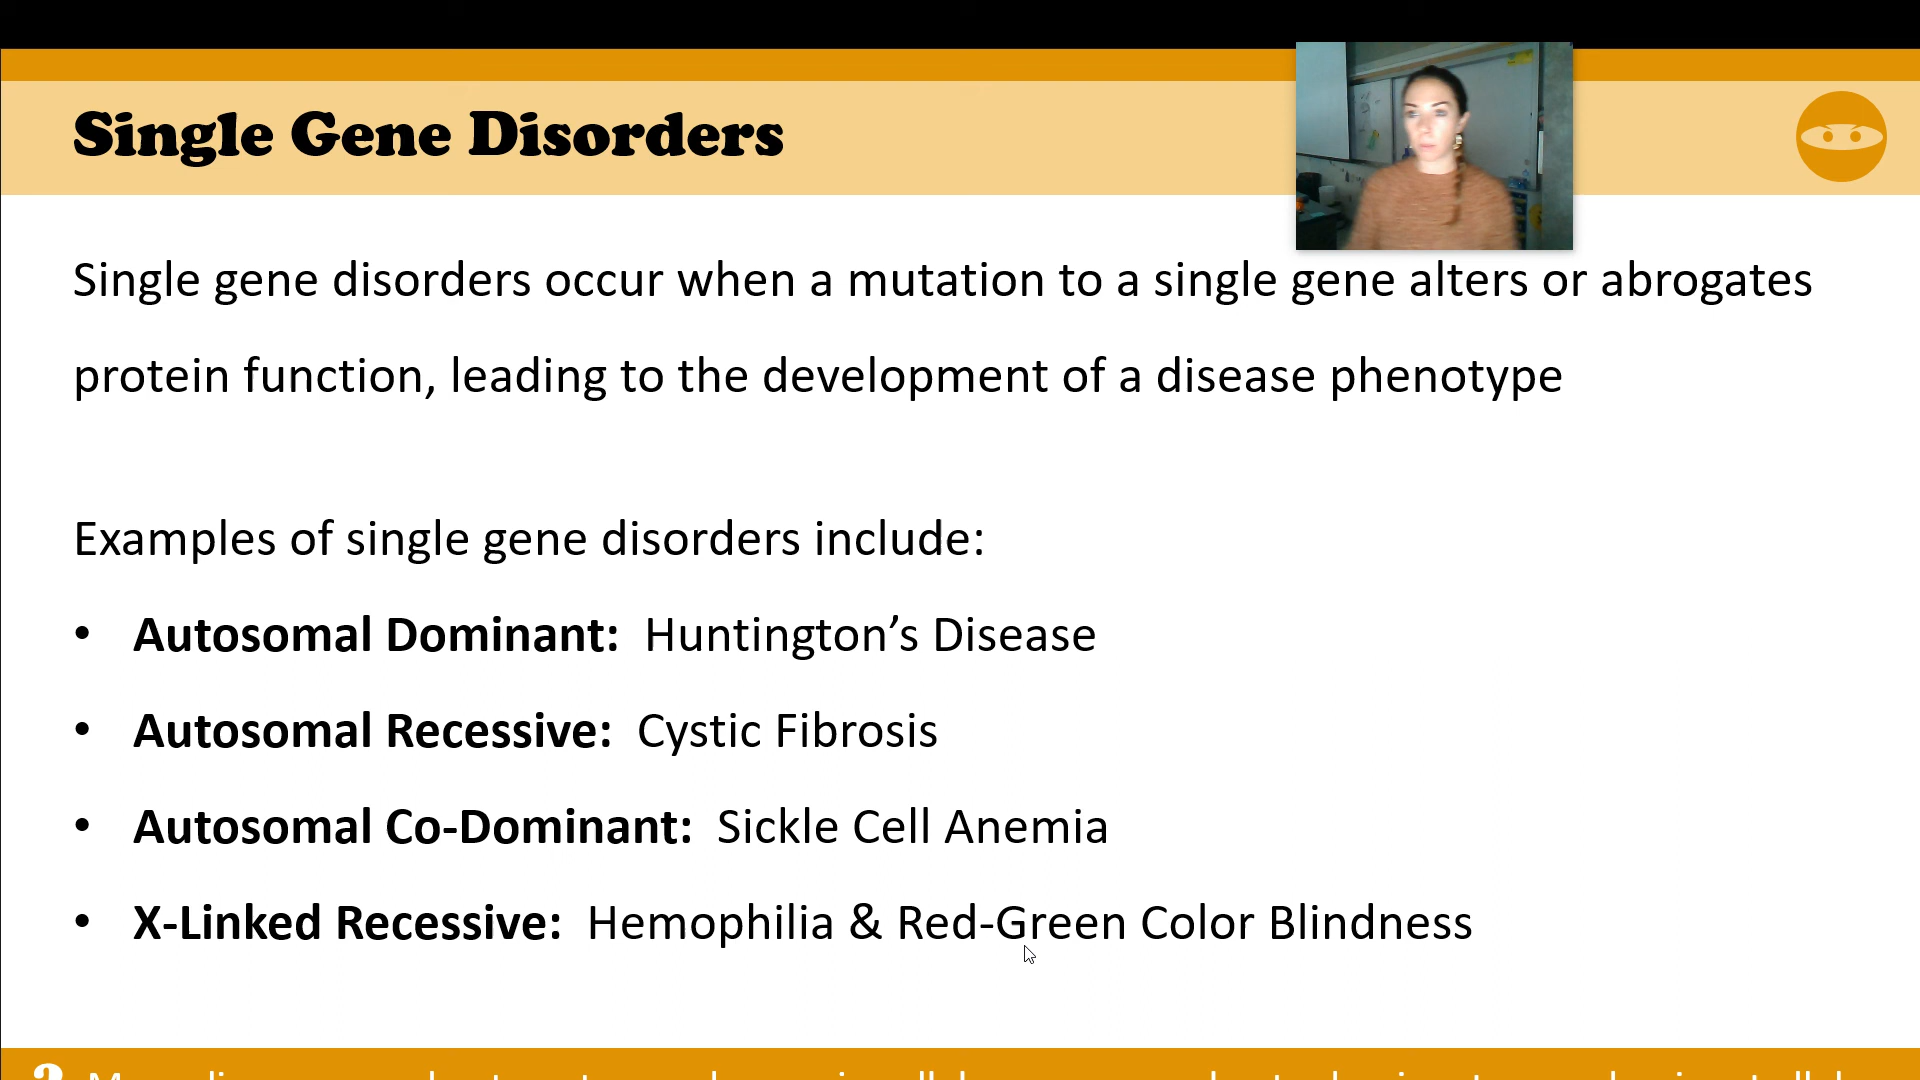 Single Gene Disorders
Single gene disorders occur when a mutation to a single gene alters or abrogates
protein function, leading to the development of a disease phenotype
Examples of single gene disorders include:
• Autosomal Dominant: Huntington’s Disease
• Autosomal Recessive: Cystic Fibrosis
• Autosomal Co-Dominant: Sickle Cell Anemia
• X-Linked Recessive: Hemophilia & Red-Green Color Blindness